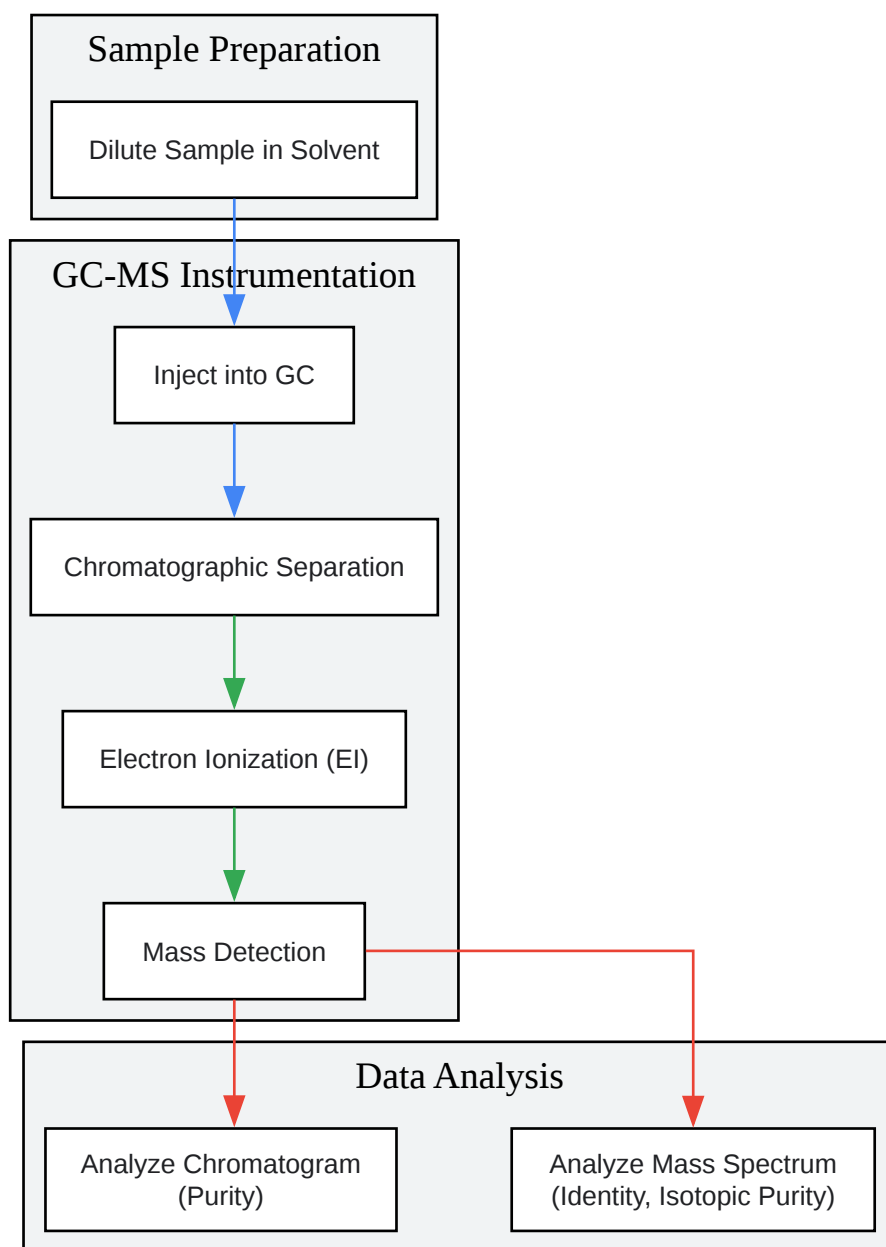 Sample Preparation
Dilute Sample in Solvent
GC-MS Instrumentation
Inject into GC
Chromatographic Separation
Electron Ionization (EI)
Mass Detection
Data Analysis
Analyze Chromatogram
(Purity)
Analyze Mass Spectrum
(Identity, Isotopic Purity)